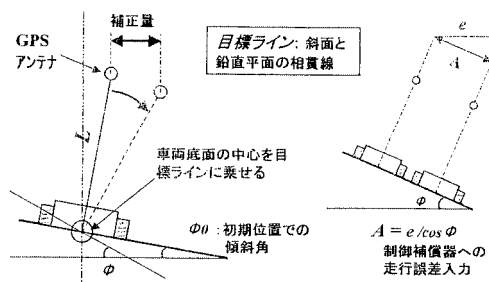 補正量
GPS
アンテナ
L
車両底面の中心を目
標ラインに乗せる
Φ0 : 初期位置での
傾斜角
Φ
目標ライン: 斜面と
鉛直平面の相貫線
e
A
Φ
A = e/cos Φ
制御補償器への
走行誤差入力